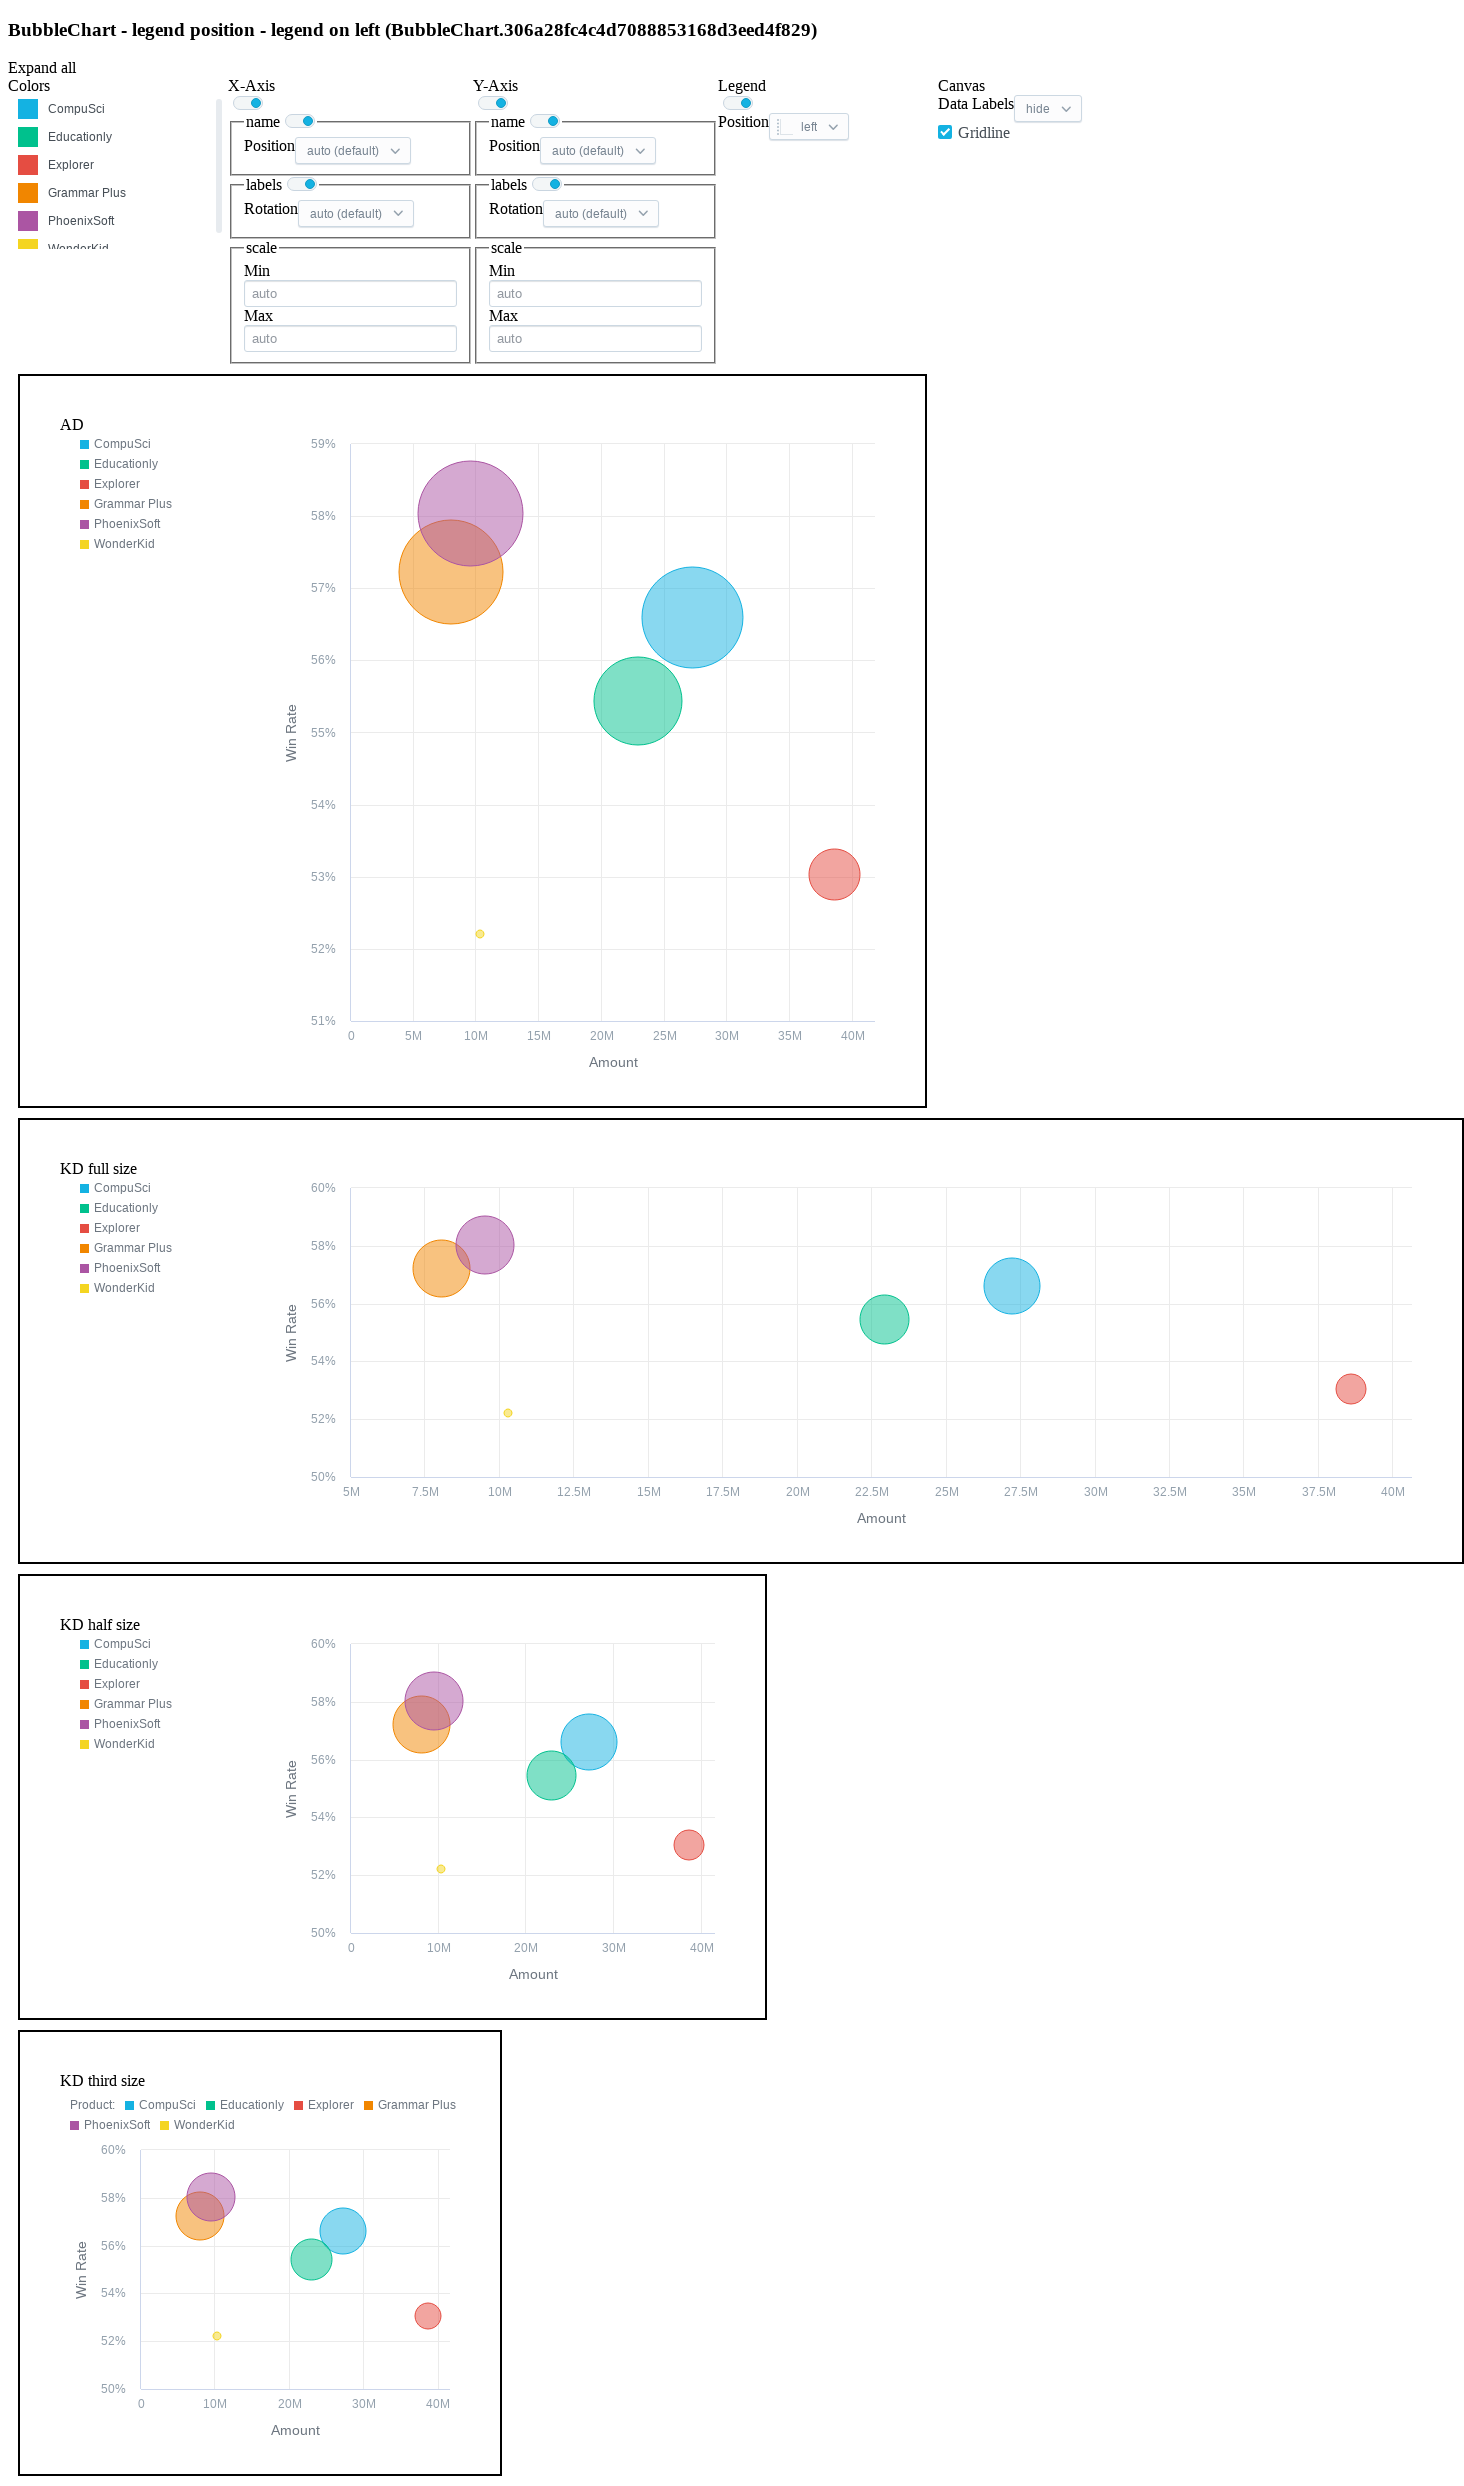 BubbleChart - legend position - legend on left (BubbleChart.306a28fc4c4d7088853168d3eed4f829)
Expand all
Colors
CompuSci
Educationly
Explorer
Grammar Plus
PhoenixSoft
WonderKid
X-Axis
name
Position auto (default)
labels
Rotation auto (default)
scale
Min
auto
Max
auto
Y-Axis
name
Position auto (default)
labels
Rotation auto (default)
scale
Min
auto
Max
auto
Legend
Position left
Canvas
Data Labels hide
Gridline
AD
CompuSci
Educationly
Explorer
Grammar Plus
PhoenixSoft
WonderKid
Win Rate
59%
58%
57%
56%
55%
54%
53%
52%
51%
0 5M 10M 15M 20M 25M 30M 35M 40M
Amount
KD full size
CompuSci
Educationly
Explorer
Grammar Plus
PhoenixSoft
WonderKid
Win Rate
60%
58%
56%
54%
52%
50%
5M 7.5M 10M 12.5M 15M 17.5M 20M 22.5M 25M 27.5M 30M 32.5M 35M 37.5M 40M
Amount
KD half size
CompuSci
Educationly
Explorer
Grammar Plus
PhoenixSoft
WonderKid
Win Rate
60%
58%
56%
54%
52%
50%
0 10M 20M 30M 40M
Amount
KD third size
Product: CompuSci Educationly Explorer Grammar Plus
PhoenixSoft WonderKid
Win Rate
60%
58%
56%
54%
52%
50%
0 10M 20M 30M 40M
Amount